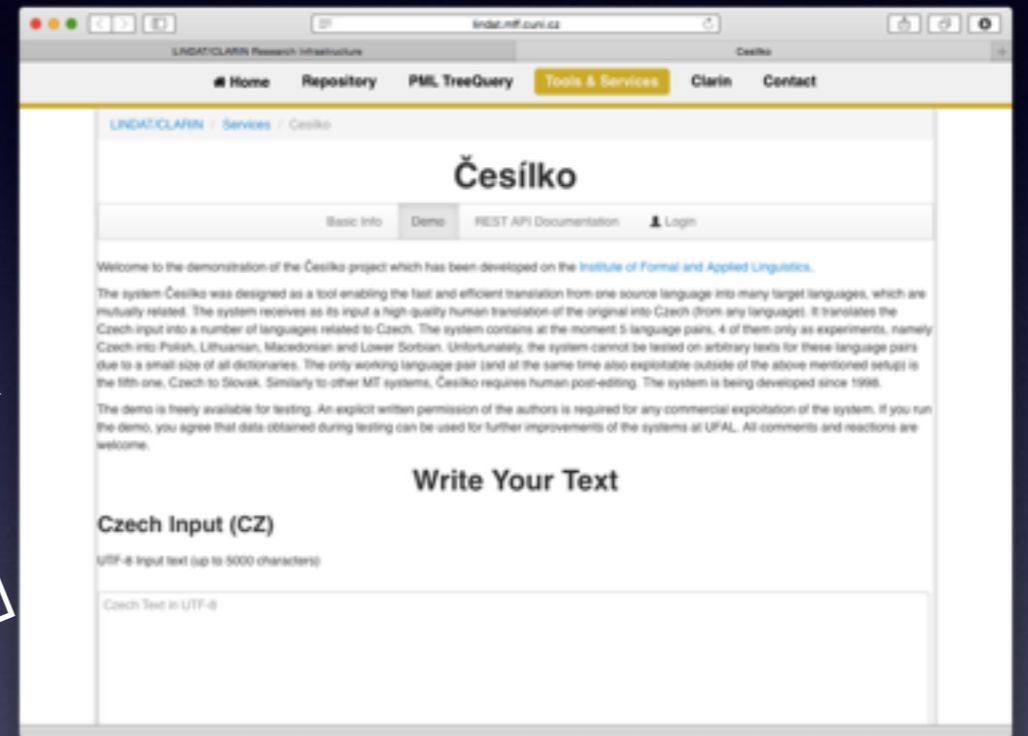 lindat.mff.cuni.cz
LINDAT/CLARIN Research Infrastructure
Cesilko
Home Repository PML TreeQuery Tools & Services Clarin Contact
LINDAT/CLARIN / Services / Cesilko
Česílko
Basic Info Demo REST API Documentation Login
Welcome to the demonstration of the Česílko project which has been developed on the Institute of Formal and Applied Linguistics.
The system Česílko was designed as a tool enabling the fast and efficient translation from one source language into many target languages, which are
mutually related. The system receives as its input a high quality human translation of the original into Czech (from any language). It translates the
Czech input into a number of languages related to Czech. The system contains at the moment 5 language pairs, 4 of them only as experiments, namely
Czech into Polish, Lithuanian, Macedonian and Lower Sorbian. Unfortunately, the system cannot be tested on arbitrary texts for these language pairs
due to a small size of all dictionaries. The only working language pair (and at the same time also exploitable outside of the above mentioned setup) is
the fifth one, Czech to Slovak. Similarly to other MT systems, Česílko requires human post-editing. The system is being developed since 1998.
The demo is freely available for testing. An explicit written permission of the authors is required for any commercial exploitation of the system. If you run
the demo, you agree that data obtained during testing can be used for further improvements of the systems at UFAL. All comments and reactions are
welcome.
Write Your Text
Czech Input (CZ)
UTF-8 Input text (up to 5000 characters)
Czech Text in UTF-8